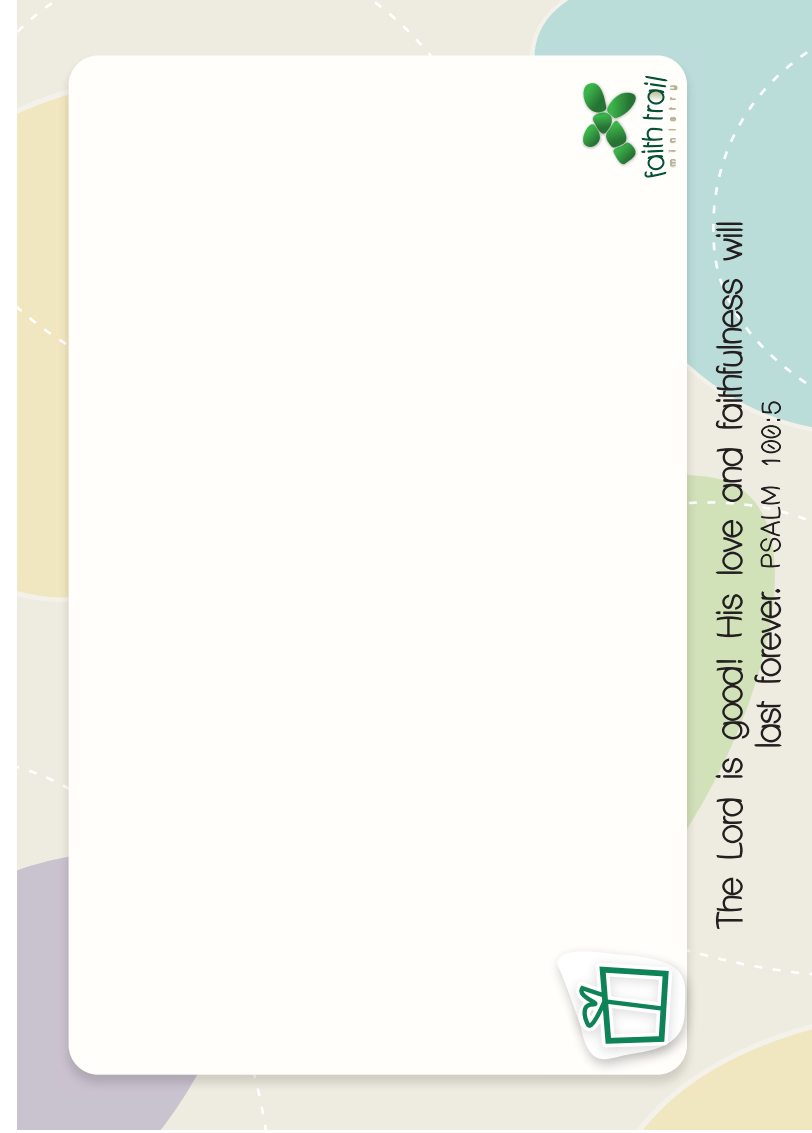 faith trail
ministry
The Lord is good! His love and faithfulness will
last forever. PSALM 100:5